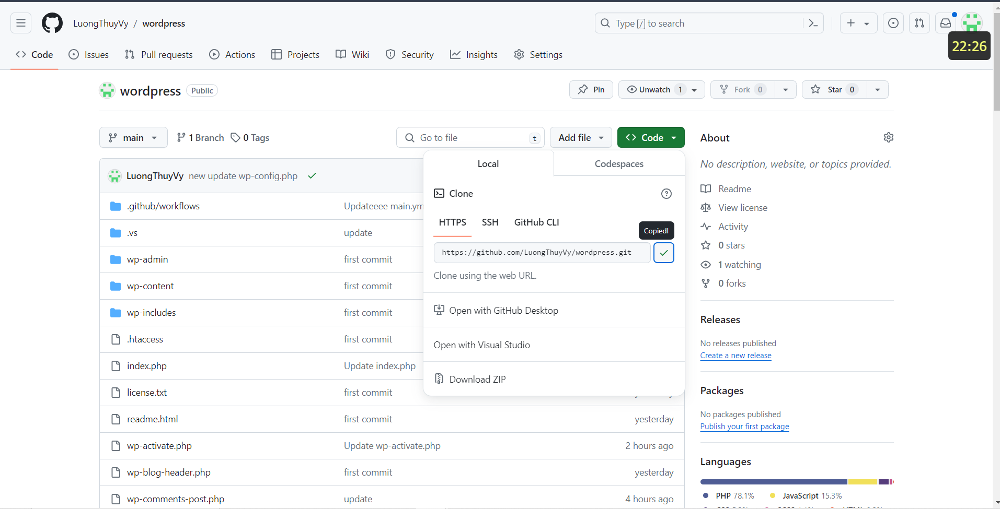 LuongThuyVy / wordpress
Type / to search
22:26
Code Issues Pull requests Actions Projects Wiki Security Insights Settings
wordpress Public
Pin Unwatch 1 Fork 0 Star 0
main 1 Branch 0 Tags Go to file t Add file Code
LuongThuyVy new update wp-config.php
.github/workflows Updateeee main.ym
.vs update
wp-admin first commit
wp-content first commit
wp-includes first commit
.htaccess first commit
index.php Update index.php
license.txt first commit
readme.html first commit yesterday
wp-activate.php Update wp-activate.php 2 hours ago
wp-blog-header.php first commit yesterday
wp-comments-post.php update 4 hours ago
Local Codespaces
Clone
HTTPS SSH GitHub CLI
Copied!
https://github.com/LuongThuyVy/wordpress.git
Clone using the web URL.
Open with GitHub Desktop
Open with Visual Studio
Download ZIP
About
No description, website, or topics provided.
Readme
View license
Activity
0 stars
1 watching
0 forks
Releases
No releases published
Create a new release
Packages
No packages published
Publish your first package
Languages
PHP 78.1% JavaScript 15.3%